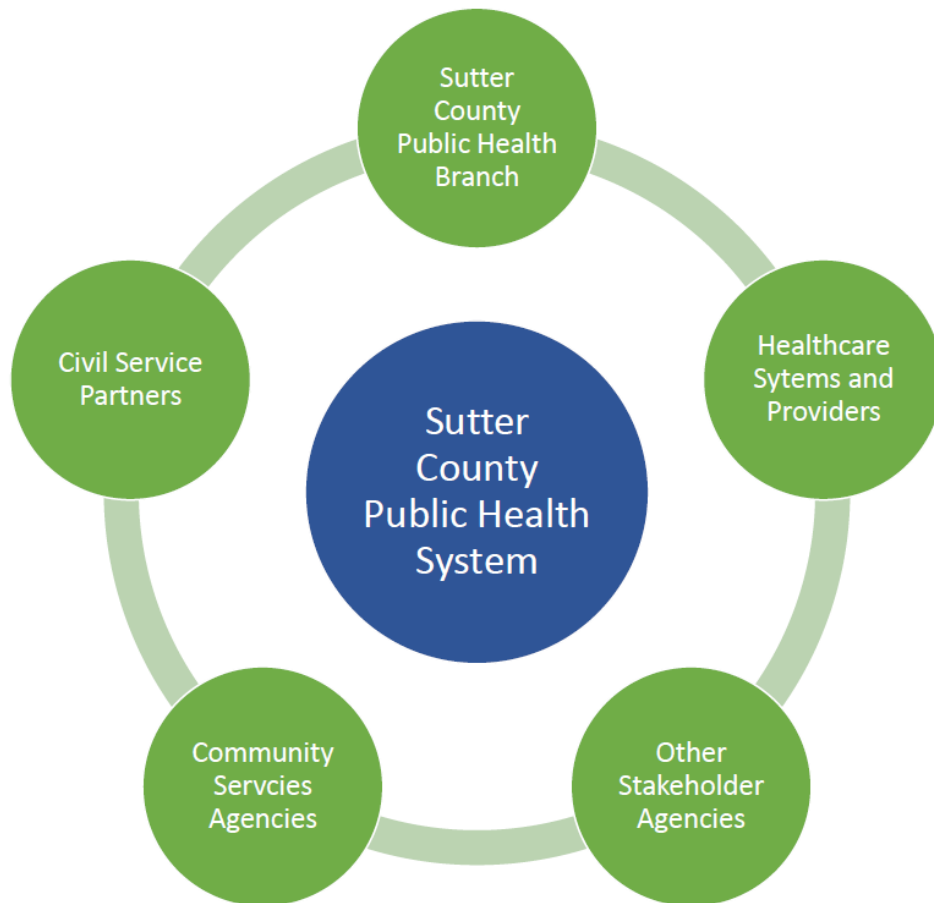 Sutter
County
Public Health
Branch
Civil Service
Partners
Healthcare
Sytems and
Providers
Sutter
County
Public Health
System
Community
Servcies
Agencies
Other
Stakeholder
Agencies